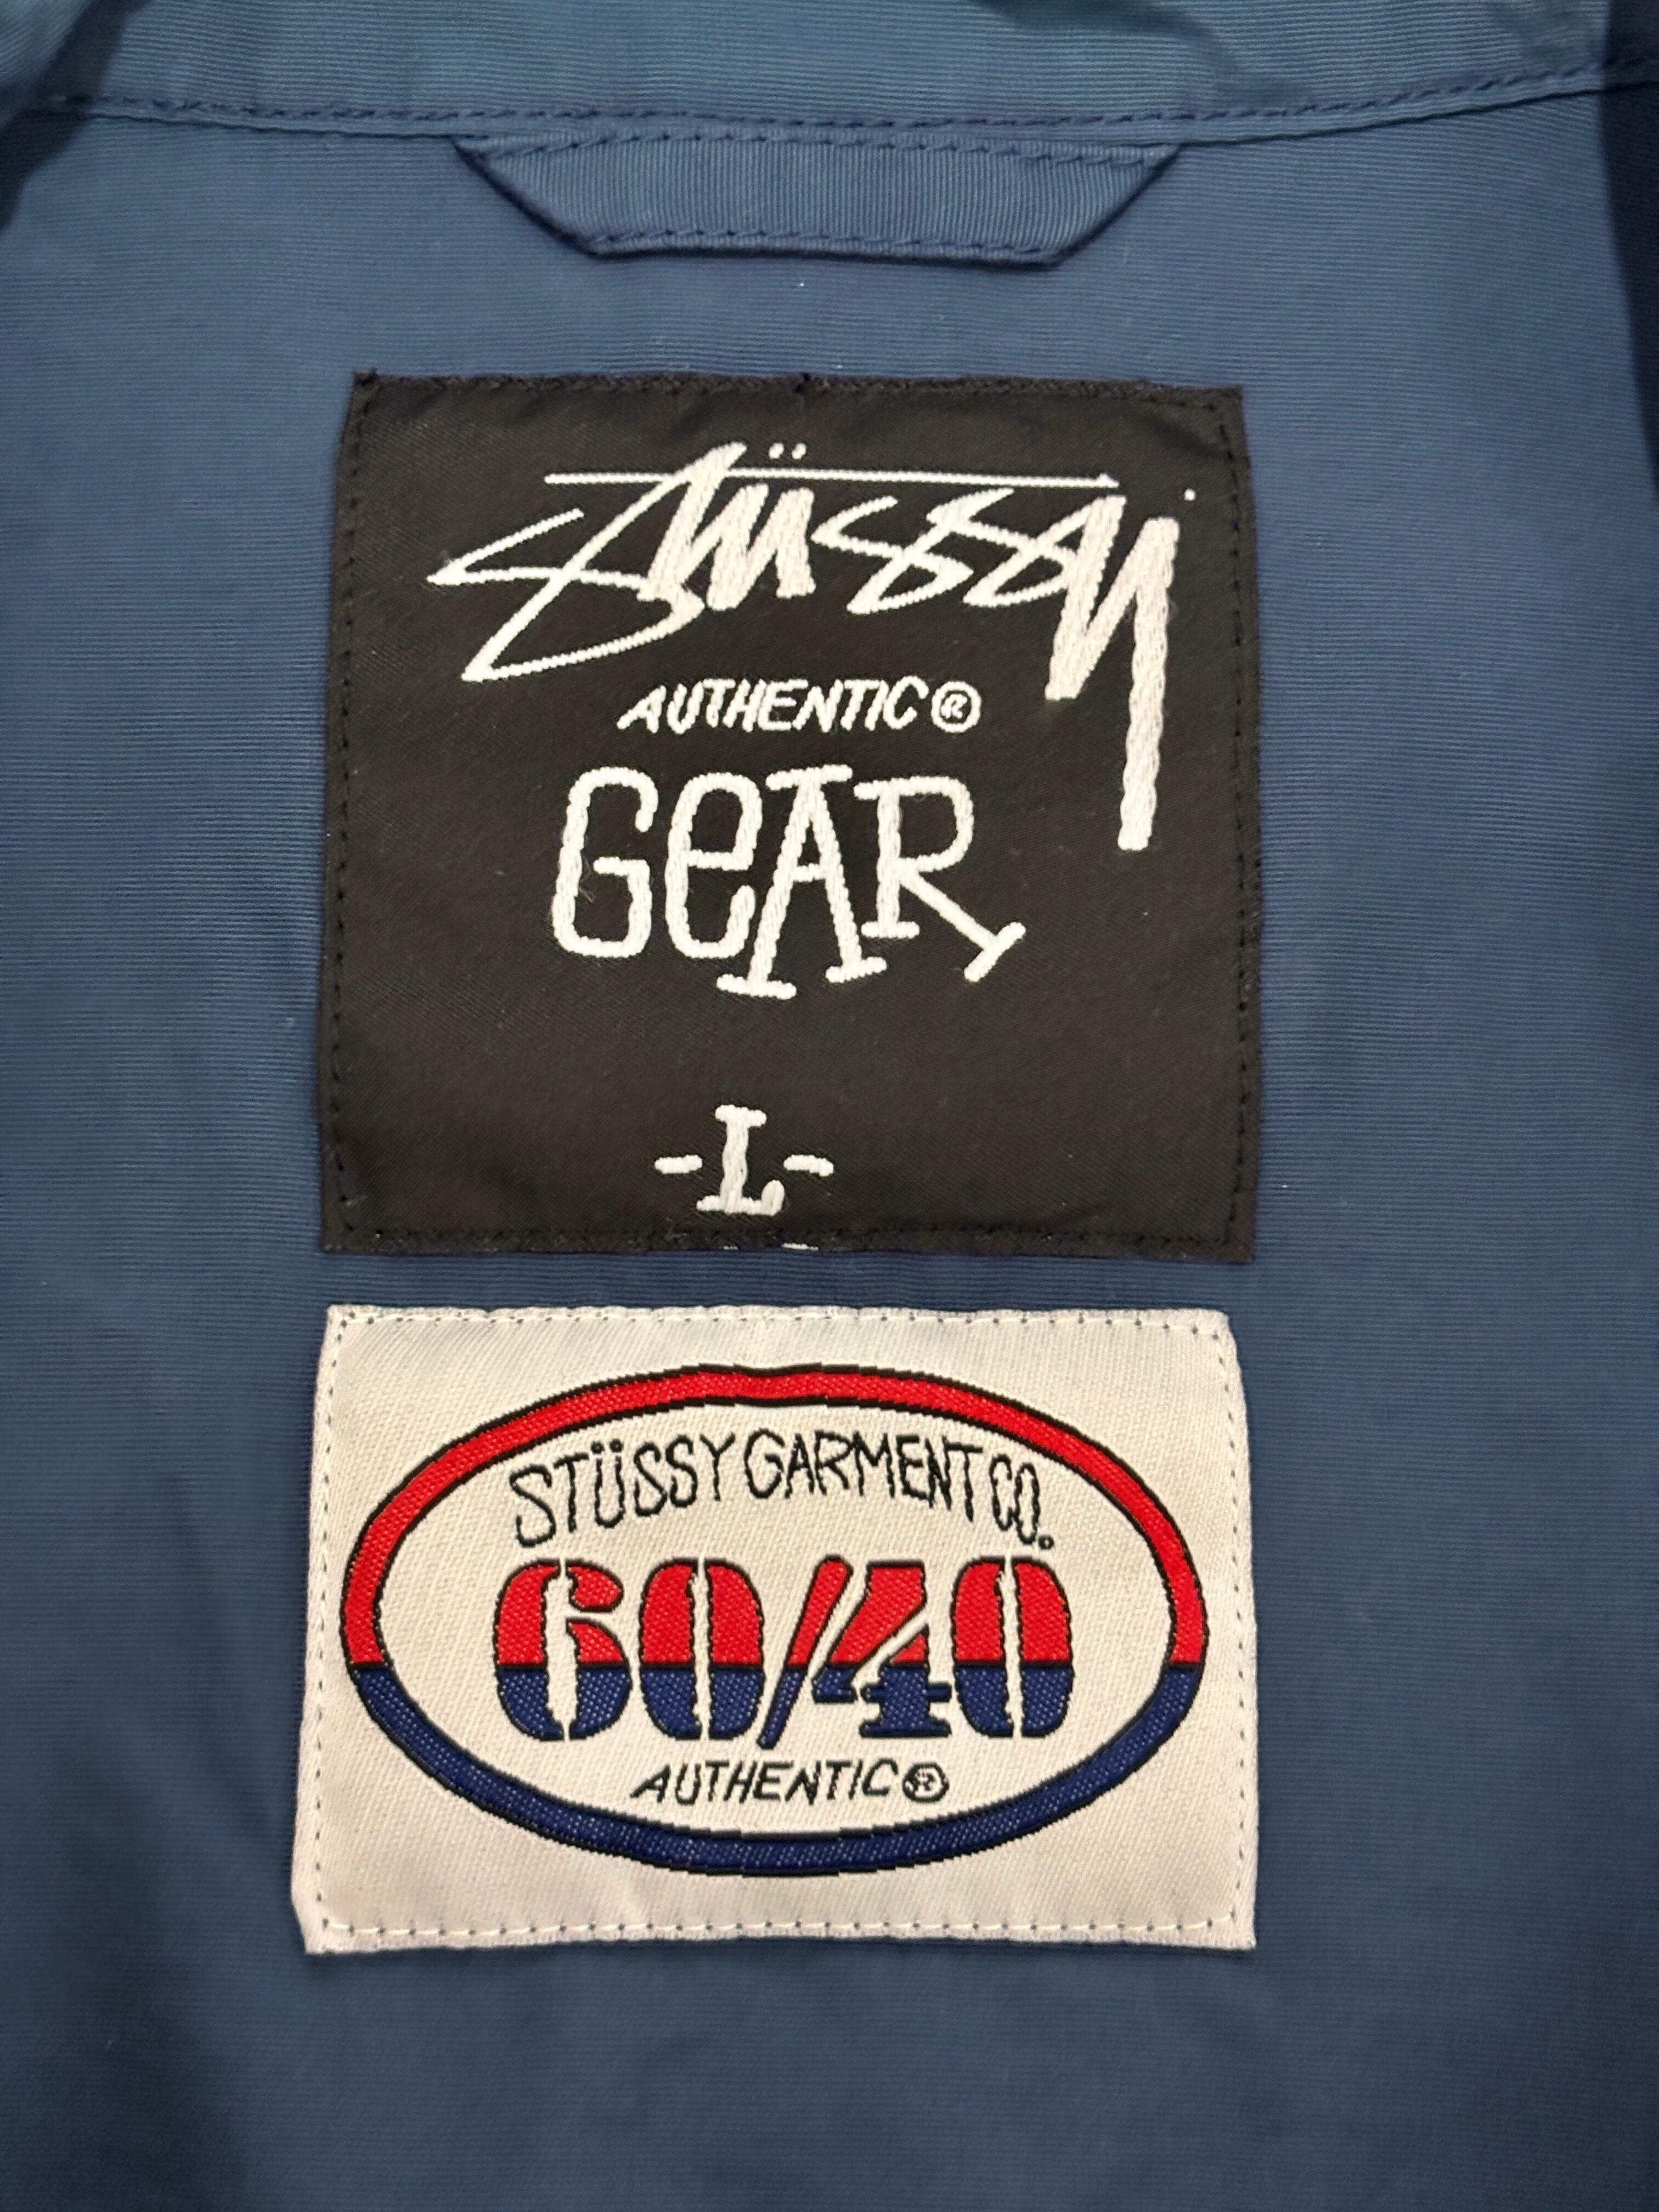 Stüssy
AUTHENTIC®
GeAR
-L-
STÜSSY GARMENT CO.
60/40
AUTHENTIC®